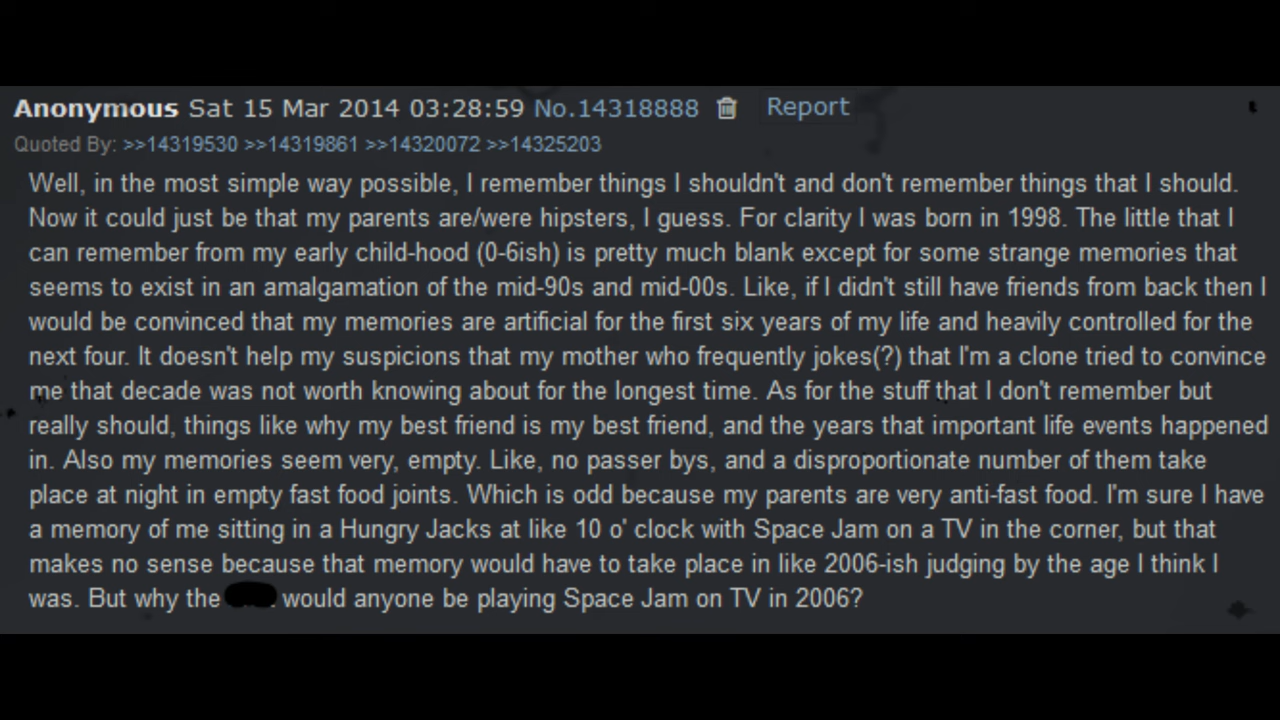 Anonymous Sat 15 Mar 2014 03:28:59 No.14318888 Report
Quoted By: >>14319530 >>14319861 >>14320072 >>14325203
Well, in the most simple way possible, I remember things I shouldn't and don't remember things that I should.
Now it could just be that my parents are/were hipsters, I guess. For clarity I was born in 1998. The little that I
can remember from my early child-hood (0-6ish) is pretty much blank except for some strange memories that
seems to exist in an amalgamation of the mid-90s and mid-00s. Like, if I didn't still have friends from back then I
would be convinced that my memories are artificial for the first six years of my life and heavily controlled for the
next four. It doesn't help my suspicions that my mother who frequently jokes(?) that I'm a clone tried to convince
me that decade was not worth knowing about for the longest time. As for the stuff that I don't remember but
really should, things like why my best friend is my best friend, and the years that important life events happened
in. Also my memories seem very, empty. Like, no passer bys, and a disproportionate number of them take
place at night in empty fast food joints. Which is odd because my parents are very anti-fast food. I'm sure I have
a memory of me sitting in a Hungry Jacks at like 10 o' clock with Space Jam on a TV in the corner, but that
makes no sense because that memory would have to take place in like 2006-ish judging by the age I think I
was. But why the would anyone be playing Space Jam on TV in 2006?